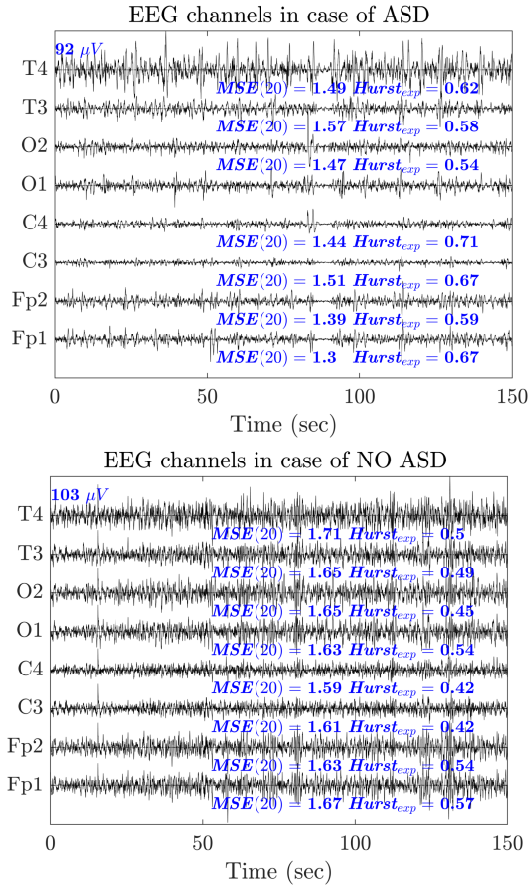 EEG channels in case of ASD
92 μV
T4
MSE(20) = 1.49 Hurst_exp = 0.62
T3
MSE(20) = 1.57 Hurst_exp = 0.58
O2
MSE(20) = 1.47 Hurst_exp = 0.54
O1
C4
MSE(20) = 1.44 Hurst_exp = 0.71
C3
MSE(20) = 1.51 Hurst_exp = 0.67
Fp2
MSE(20) = 1.39 Hurst_exp = 0.59
Fp1
MSE(20) = 1.3 Hurst_exp = 0.67
0 50 100 150
Time (sec)
EEG channels in case of NO ASD
103 μV
T4
MSE(20) = 1.71 Hurst_exp = 0.5
T3
MSE(20) = 1.65 Hurst_exp = 0.49
O2
MSE(20) = 1.65 Hurst_exp = 0.45
O1
MSE(20) = 1.63 Hurst_exp = 0.54
C4
MSE(20) = 1.59 Hurst_exp = 0.42
C3
MSE(20) = 1.61 Hurst_exp = 0.42
Fp2
MSE(20) = 1.63 Hurst_exp = 0.54
Fp1
MSE(20) = 1.67 Hurst_exp = 0.57
0 50 100 150
Time (sec)